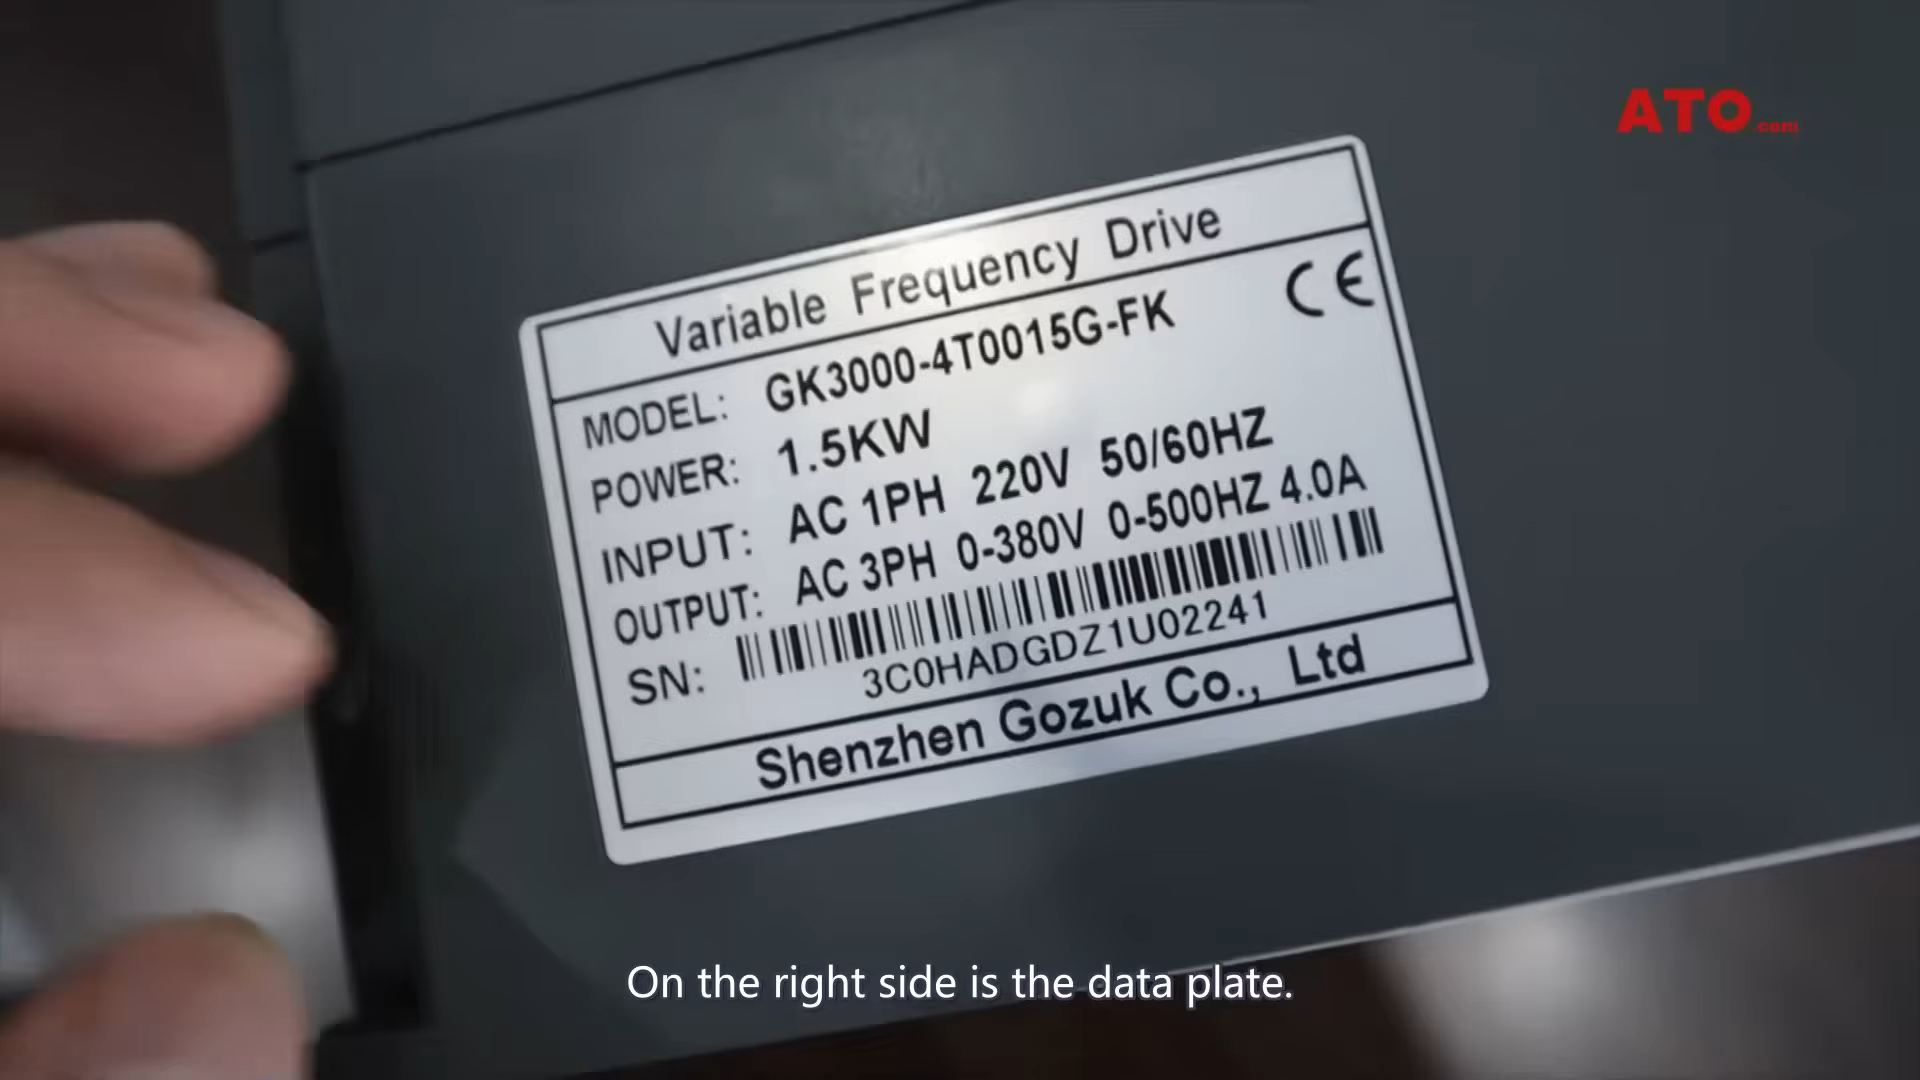 ATO.com
Variable Frequency Drive
MODEL: GK3000-4T0015G-FK CE
POWER: 1.5KW
INPUT: AC 1PH 220V 50/60HZ
OUTPUT: AC 3PH 0-380V 0-500HZ 4.0A
SN: 3C0HADGDZ1U02241
Shenzhen Gozuk Co., Ltd
On the right side is the data plate.